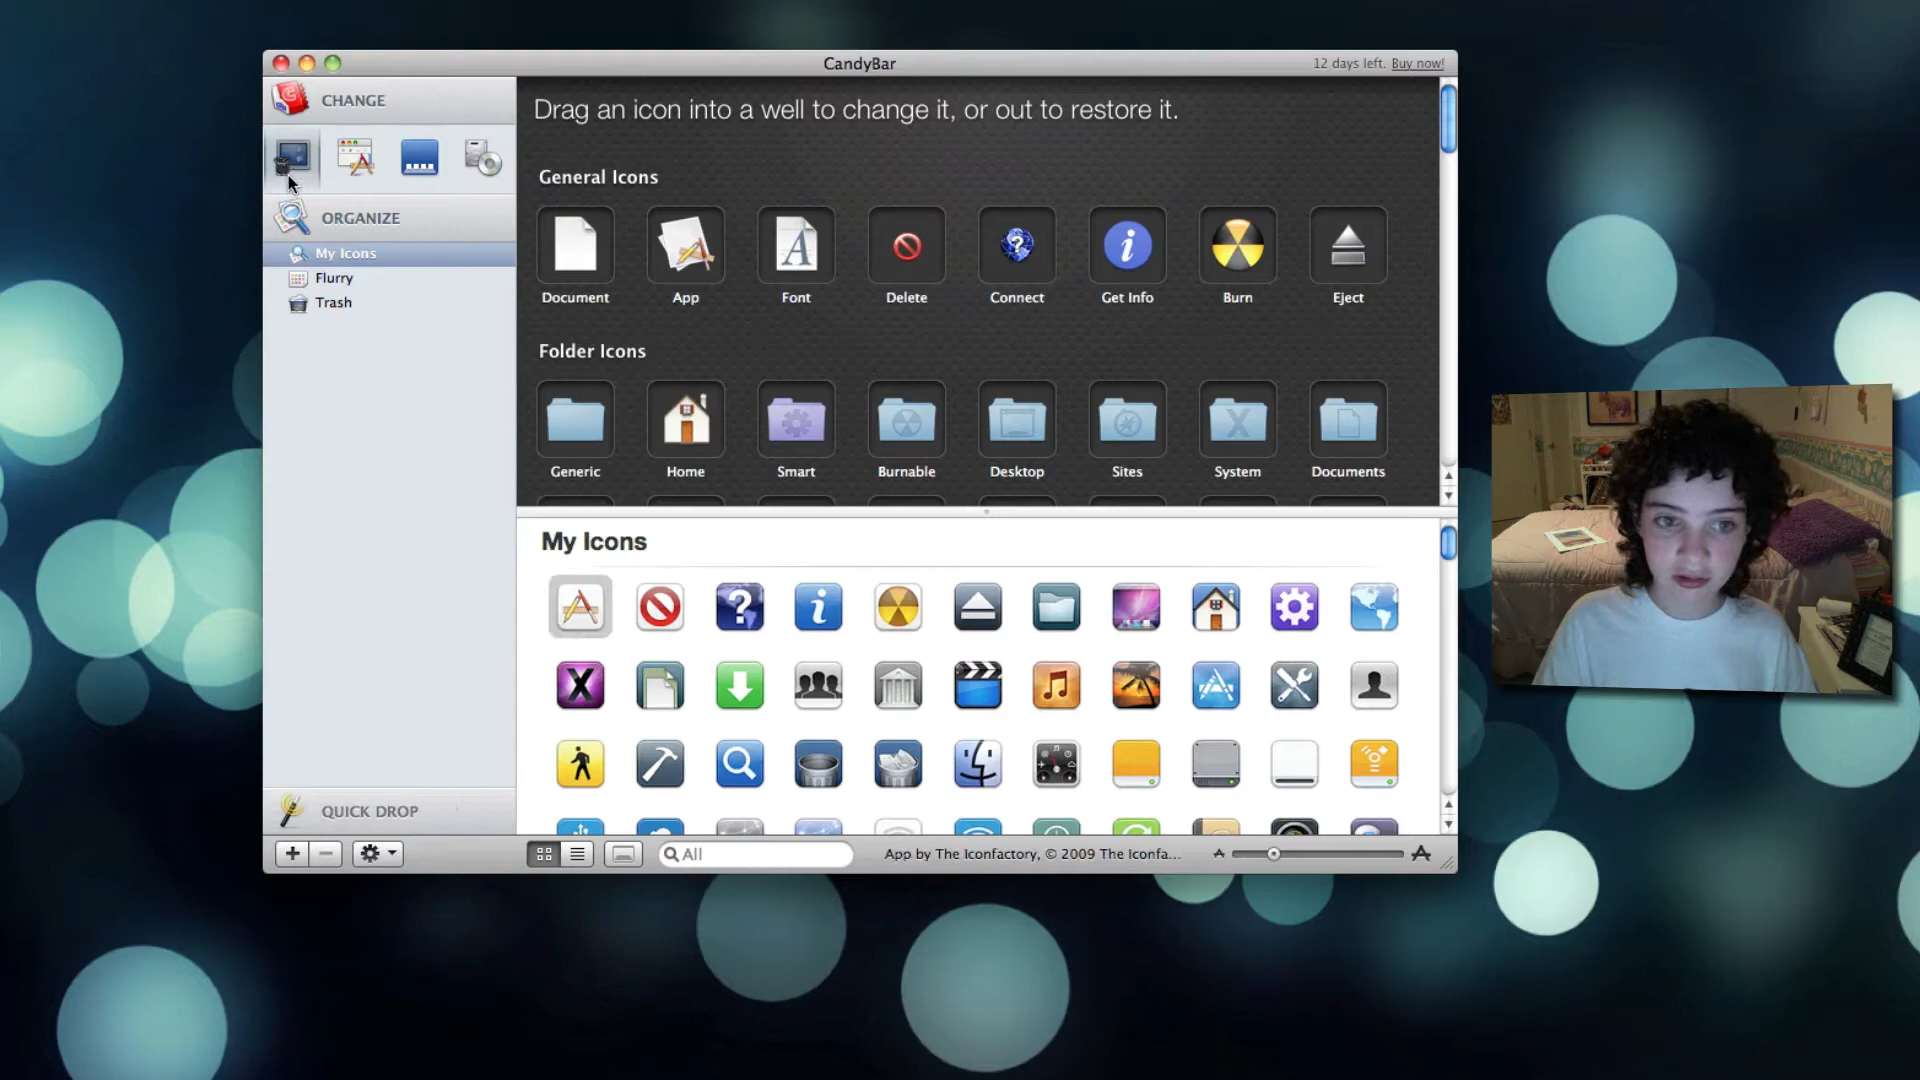 CandyBar
12 days left. Buy now!
CHANGE
Drag an icon into a well to change it, or out to restore it.
General Icons
Document App Font Delete Connect Get Info Burn Eject
ORGANIZE
My Icons
Flurry
Trash
Folder Icons
Generic Home Smart Burnable Desktop Sites System Documents
My Icons
QUICK DROP
All
App by The Iconfactory, © 2009 The Iconfa...